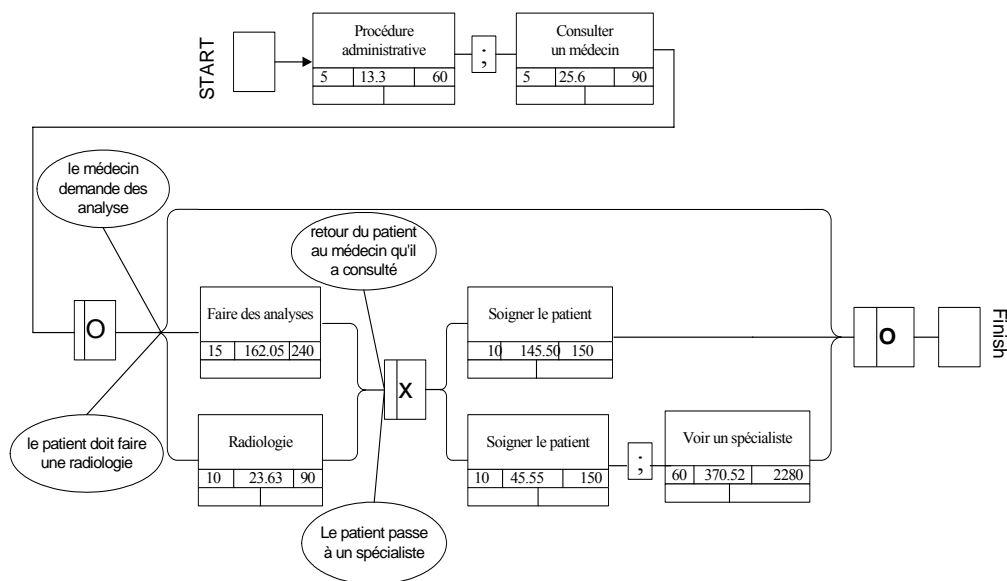 START
Procédure
administrative
5 13.3 60
;
Consulter
un médecin
5 25.6 90
le médecin
demande des
analyse
retour du patient
au médecin qu'il
a consulté
O
Faire des analyses
15 162.05 240
X
Soigner le patient
10 145.50 150
O
Finish
le patient doit faire
une radiologie
Radiologie
10 23.63 90
Soigner le patient
10 45.55 150
;
Voir un spécialiste
60 370.52 2280
Le patient passe
à un spécialiste